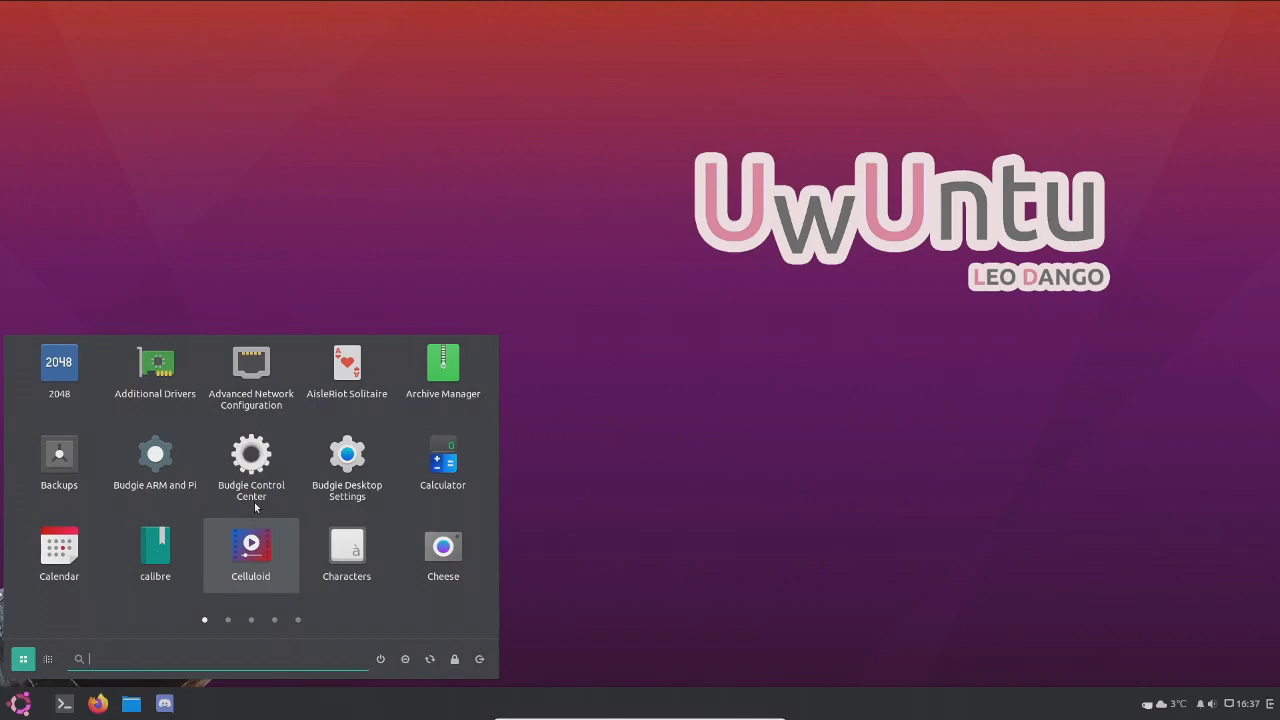 UwUntu
LEO DANGO
2048
2048
Additional Drivers
Advanced Network
Configuration
A
A
AisleRiot Solitaire
Archive Manager
Backups
Budgie ARM and Pi
Budgie Control
Center
Budgie Desktop
Settings
0
Calculator
Calendar
calibre
Celluloid
à
Characters
Cheese
3°C
16:37